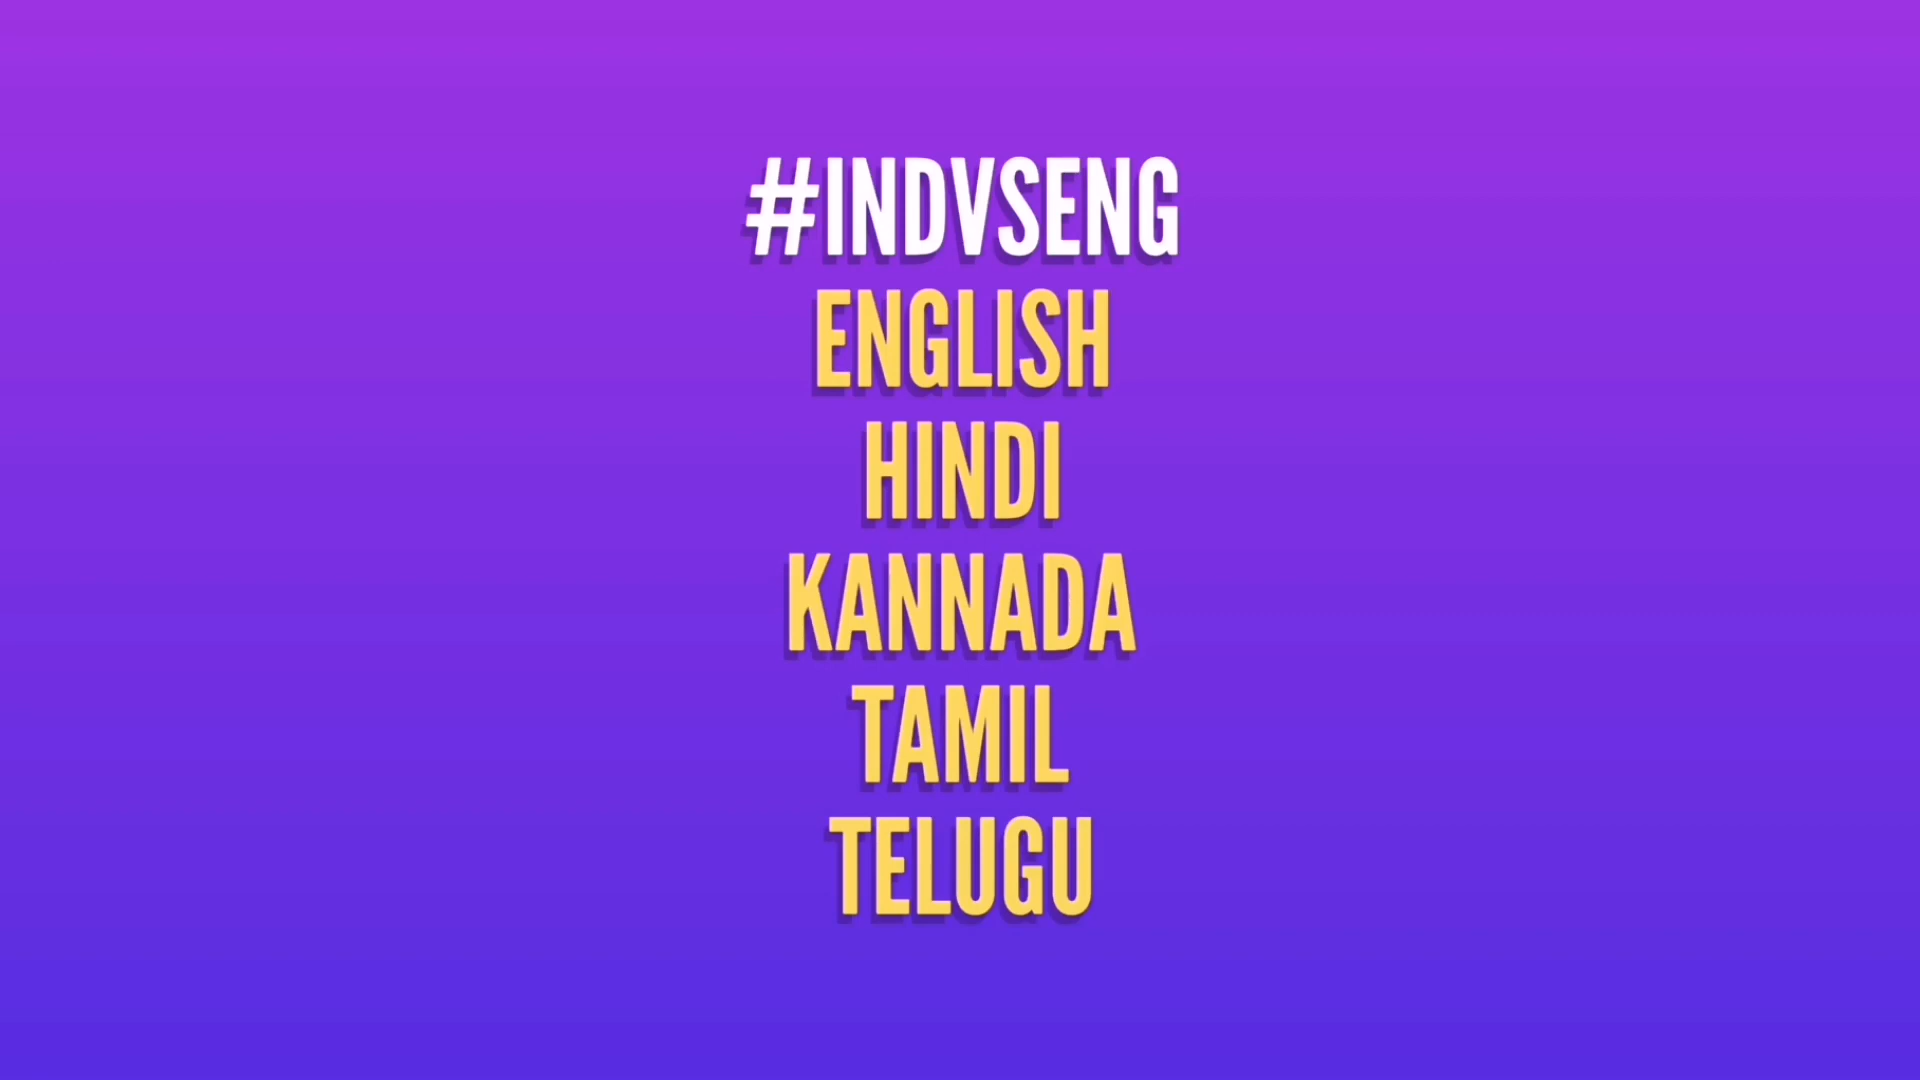 #INDVSENG
ENGLISH
HINDI
KANNADA
TAMIL
TELUGU